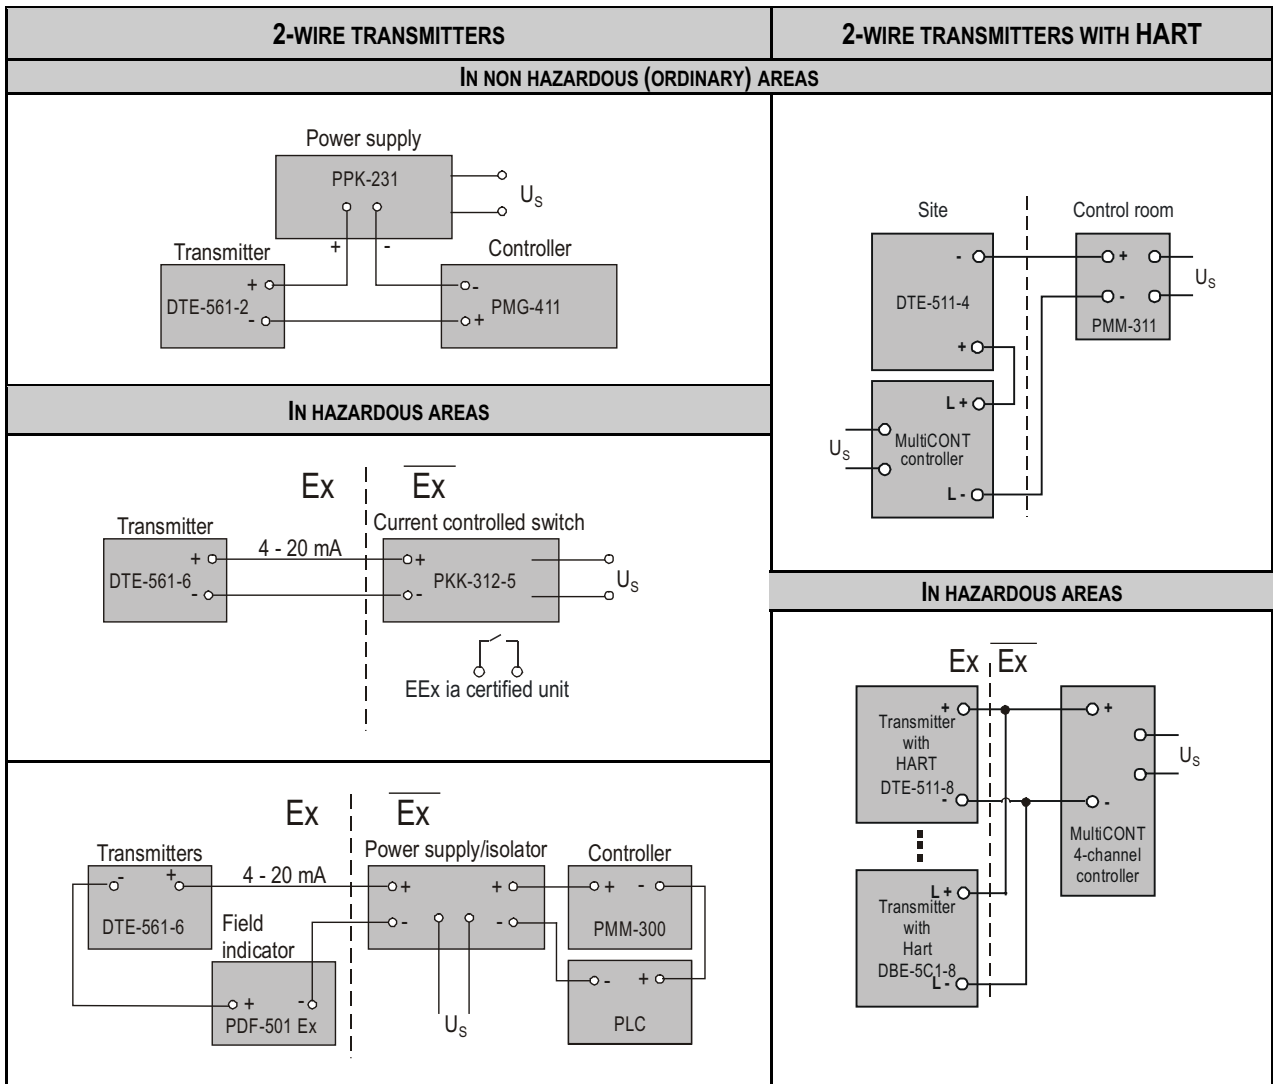 2-WIRE TRANSMITTERS
2-WIRE TRANSMITTERS WITH HART
IN NON HAZARDOUS (ORDINARY) AREAS
Power supply
PPK-231
US
+ -
Transmitter
+
DTE-561-2
-
Controller
-
PMG-411
+
IN HAZARDOUS AREAS
Ex Ex
Transmitter
+
DTE-561-6
-
4 - 20 mA
Current controlled switch
+
PKK-312-5
-
US
EEx ia certified unit
Ex Ex
Transmitters
- +
DTE-561-6
4 - 20 mA
Field
indicator
+ -
PDF-501 Ex
Power supply/isolator
+ +
- -
US
Controller
+ -
PMM-300
- +
PLC
Site
Control room
-
DTE-511-4
+
+
-
PMM-311
US
L +
MultiCONT
controller
L -
US
IN HAZARDOUS AREAS
Ex Ex
+
Transmitter
with
HART
DTE-511-8
-
L +
Transmitter
with
Hart
DBE-5C1-8
L -
+
-
MultiCONT
4-channel
controller
US